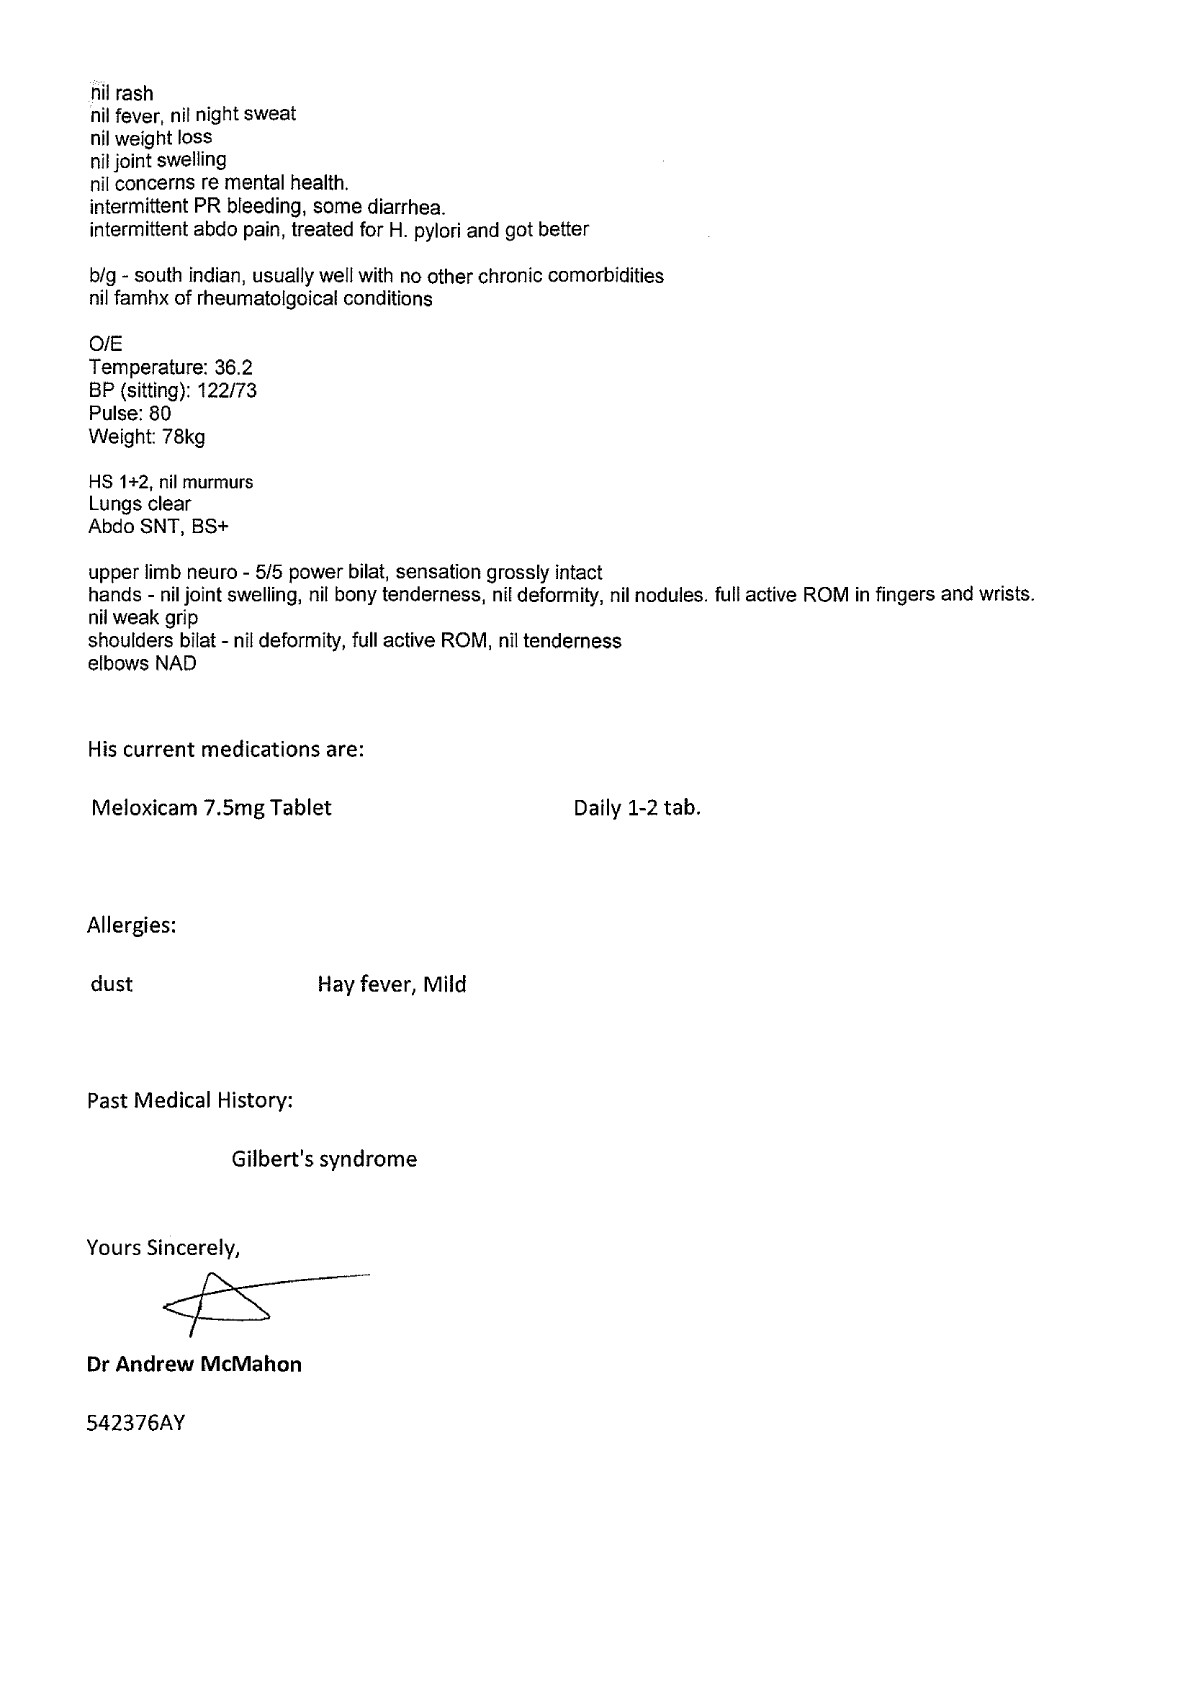 nil rash
nil fever, nil night sweat
nil weight loss
nil joint swelling
nil concerns re mental health.
intermittent PR bleeding, some diarrhea.
intermittent abdo pain, treated for H. pylori and got better
b/g - south indian, usually well with no other chronic comorbidities
nil famhx of rheumatolgoical conditions
O/E
Temperature: 36.2
BP (sitting): 122/73
Pulse: 80
Weight: 78kg
HS 1+2, nil murmurs
Lungs clear
Abdo SNT, BS+
upper limb neuro - 5/5 power bilat, sensation grossly intact
hands - nil joint swelling, nil bony tenderness, nil deformity, nil nodules. full active ROM in fingers and wrists.
nil weak grip
shoulders bilat - nil deformity, full active ROM, nil tenderness
elbows NAD
His current medications are:
Meloxicam 7.5mg Tablet Daily 1-2 tab.
Allergies:
dust Hay fever, Mild
Past Medical History:
Gilbert's syndrome
Yours Sincerely,
Dr Andrew McMahon
542376AY